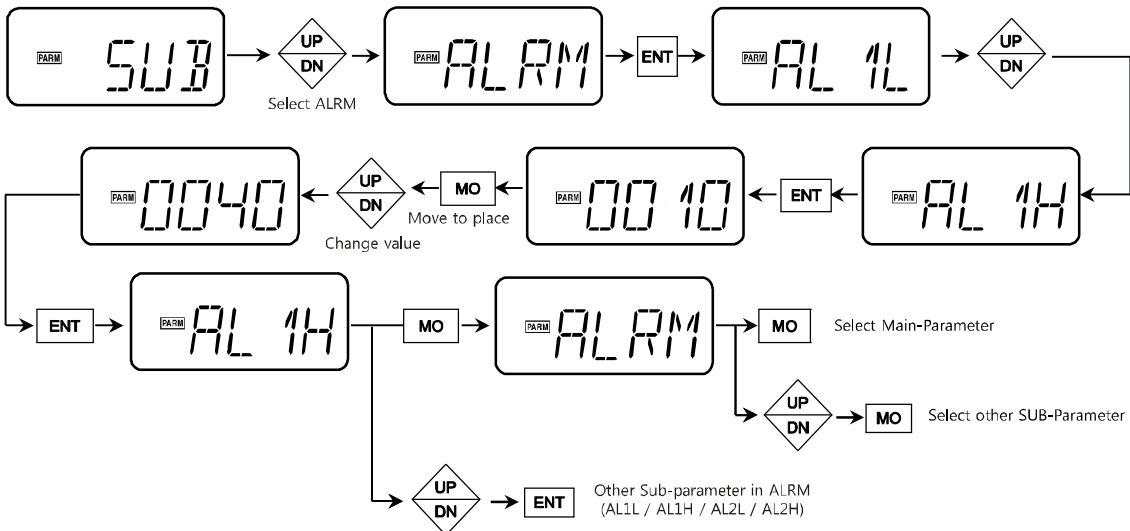 PARM SUB
UP
DN
Select ALRM
PARM ALRM
ENT
PARM AL 1L
UP
DN
PARM AL 1H
ENT
PARM 0010
MO
Move to place
UP
DN
Change value
PARM 0040
ENT
PARM AL 1H
MO
PARM ALRM
MO
Select Main-Parameter
UP
DN
MO
Select other SUB-Parameter
UP
DN
ENT
Other Sub-parameter in ALRM
(AL1L / AL1H / AL2L / AL2H)